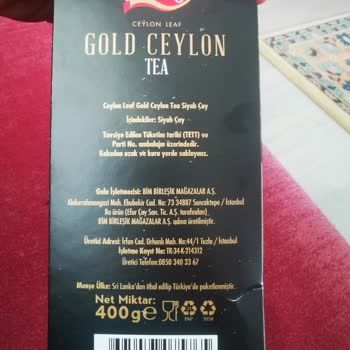 CEYLON LEAF
GOLD CEYLON
TEA
Ceylon Leaf Gold Ceylon Tea Siyah Çay
İçindekiler: Siyah Çay
Tavsiye Edilen Tüketim tarihi (TETT) ve
Parti No. ambalajın üzerindedir.
Kokudan uzak ve kuru yerde saklayınız.
Gıda İşletmecisi: BİM BİRLEŞİK MAĞAZALAR A.Ş.
Abdurrahmangazi Mah. Ebubekir Cad. No: 73 34887 Sancaktepe / İstanbul
Bu ürün (Efor Çay San. Tic. A.Ş. tarafından)
BİM BİRLEŞİK MAĞAZALAR A.Ş. adına üretilmiştir.
Üretici Adresi: İrfan Cad. Orhanlı Mah. No:44/1 Tuzla / İstanbul
İşletme Kayıt No: TR-34-K-214312
Üretici Telefon:0850 340 33 67
Menşe Ülke: Sri Lanka'dan ithal edilip Türkiye'de paketlenmiştir.
Net Miktar:
400g e
PAP